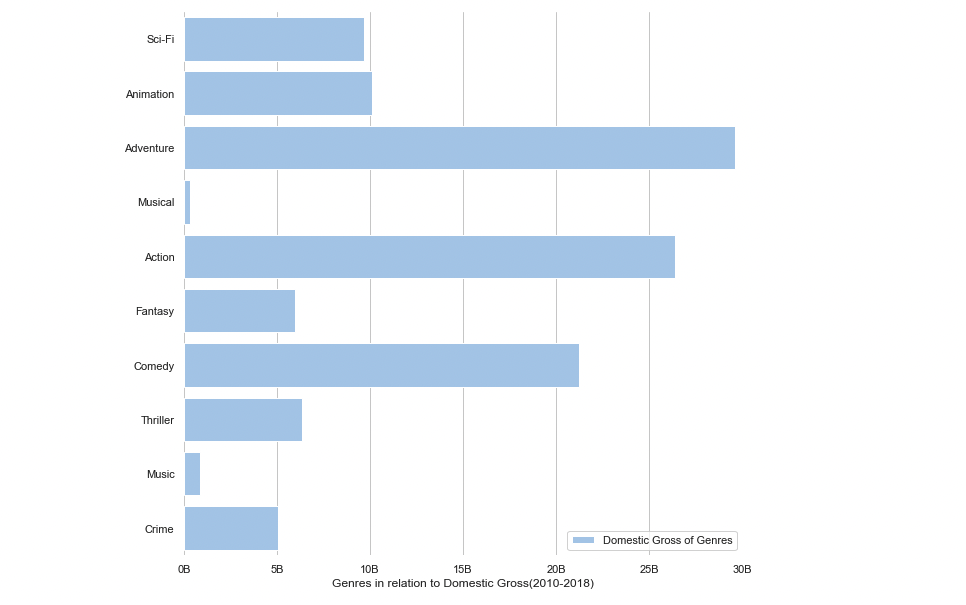 Sci-Fi
Animation
Adventure
Musical
Action
Fantasy
Comedy
Thriller
Music
Crime
Domestic Gross of Genres
0B 5B 10B 15B 20B 25B 30B
Genres in relation to Domestic Gross(2010-2018)